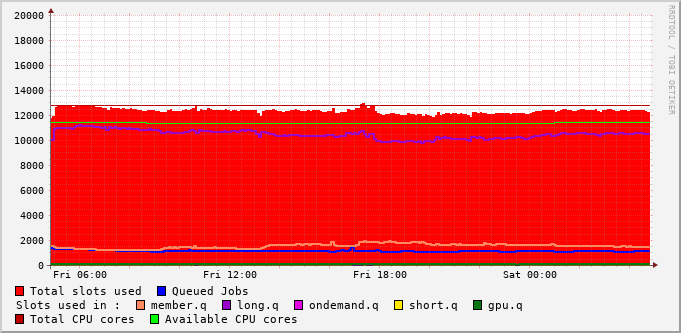 20000
18000
16000
14000
12000
10000
8000
6000
4000
2000
0
Fri 06:00 Fri 12:00 Fri 18:00 Sat 00:00
RRDTOOL / TOBI OETIKER
Total slots used Queued Jobs
Slots used in : member.q long.q ondemand.q short.q gpu.q
Total CPU cores Available CPU cores